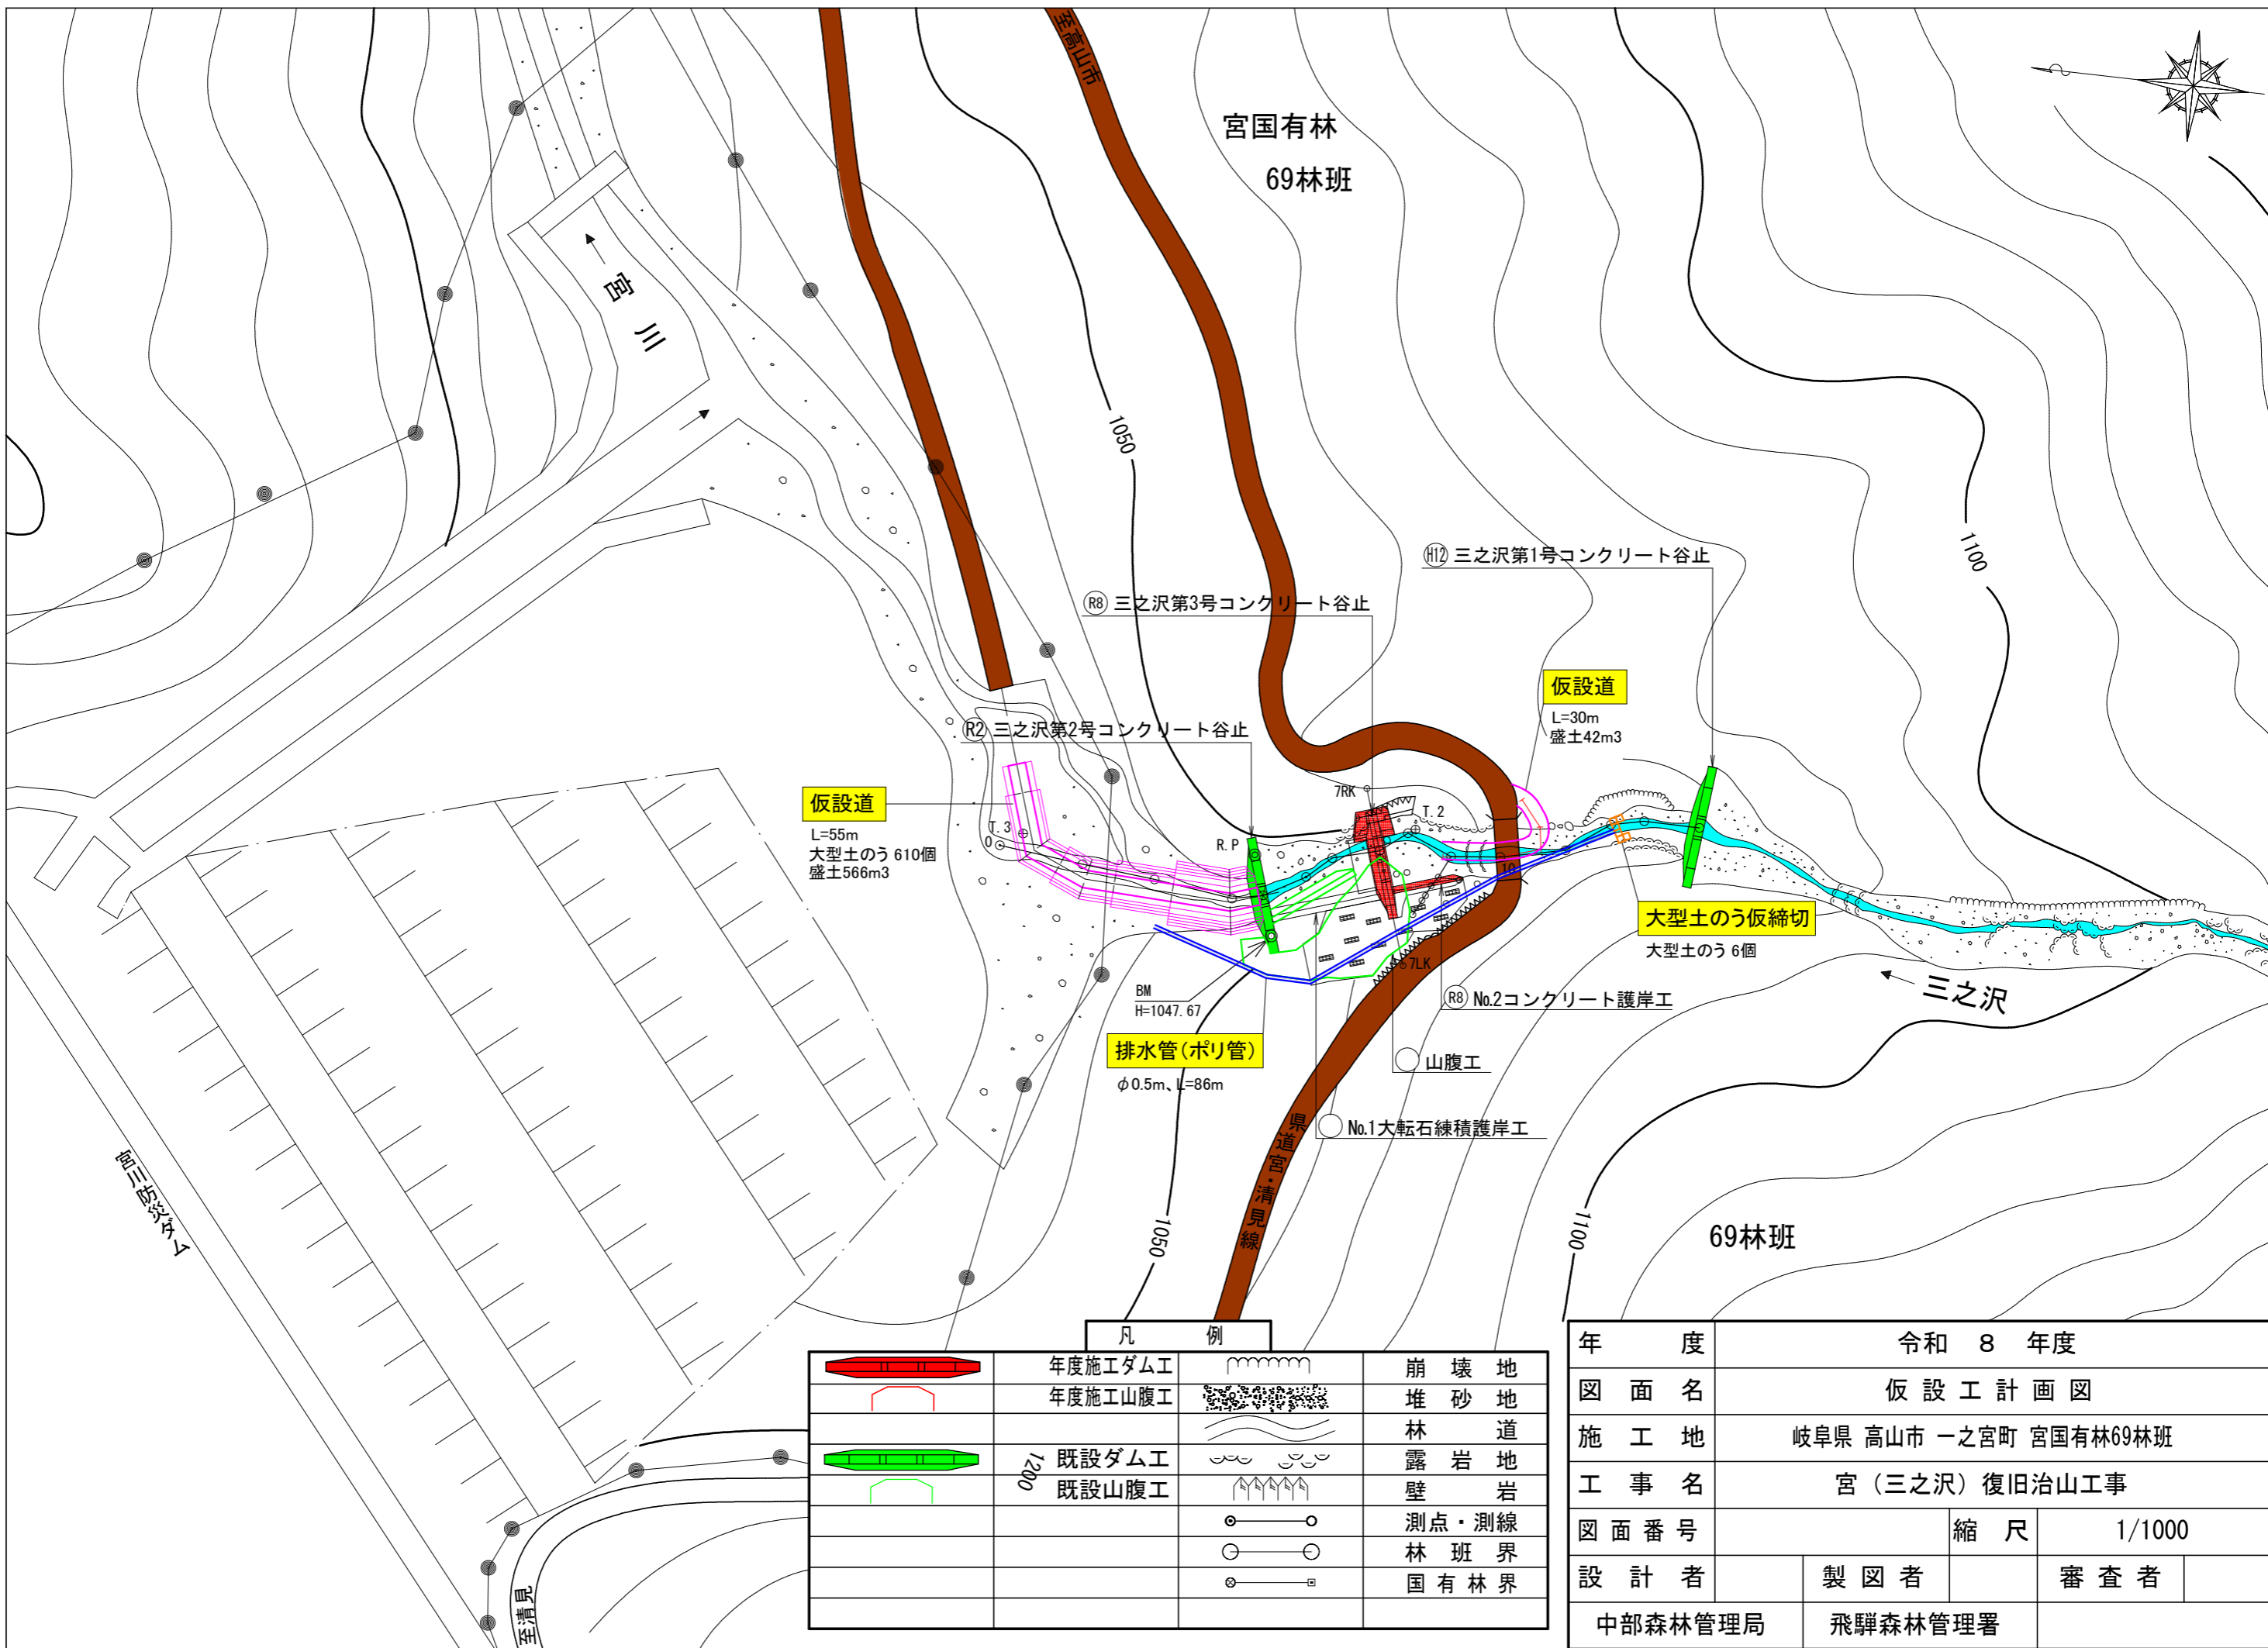 至高山市
宮国有林
69林班
宮川
1050
1100
H12 三之沢第1号コンクリート谷止
R8 三之沢第3号コンクリート谷止
仮設道
L=30m
盛土42m3
R2 三之沢第2号コンクリート谷止
仮設道
L=55m
大型土のう 610個
盛土566m3
7RK
T.2
T.3
0
R.P
10
大型土のう仮締切
大型土のう 6個
7LK
BM
H=1047.67
R8 No.2コンクリート護岸工
三之沢
排水管(ポリ管)
φ0.5m、L=86m
山腹工
No.1大転石練積護岸工
県道宮・清見線
宮川防災ダム
1050
1100
69林班
至清見
1200
凡 例
年度施工ダム工 崩壊地
年度施工山腹工 堆砂地
林道
既設ダム工 露岩地
既設山腹工 壁岩
測点・測線
林班界
国有林界
年度 令和 8 年度
図面名 仮設工計画図
施工地 岐阜県 高山市 一之宮町 宮国有林69林班
工事名 宮（三之沢）復旧治山工事
図面番号 縮尺 1/1000
設計者 製図者 審査者
中部森林管理局 飛騨森林管理署